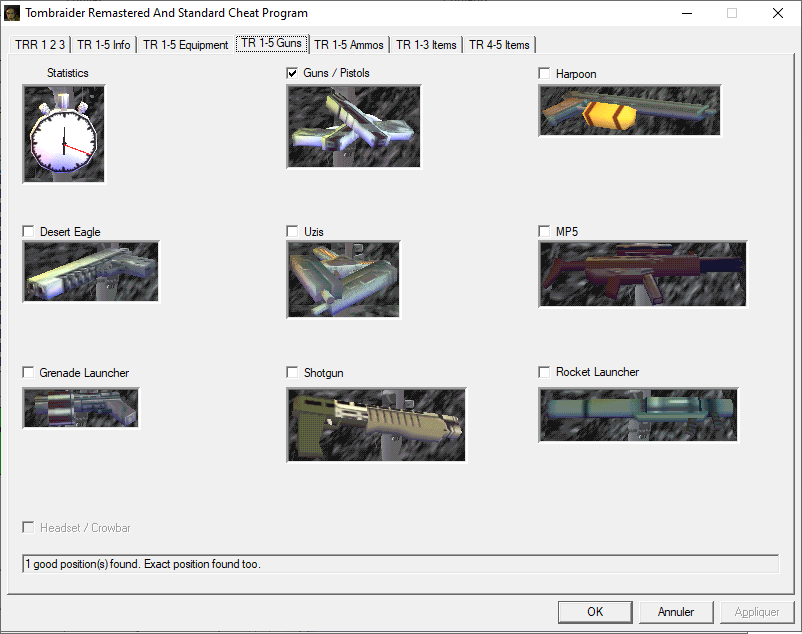 Tombraider Remastered And Standard Cheat Program
TRR 1 2 3 TR 1-5 Info TR 1-5 Equipment TR 1-5 Guns TR 1-5 Ammos TR 1-3 Items TR 4-5 Items
Statistics Guns / Pistols Harpoon
Desert Eagle Uzis MP5
Grenade Launcher Shotgun Rocket Launcher
Headset / Crowbar
1 good position(s) found. Exact position found too.
OK Annuler Appliquer